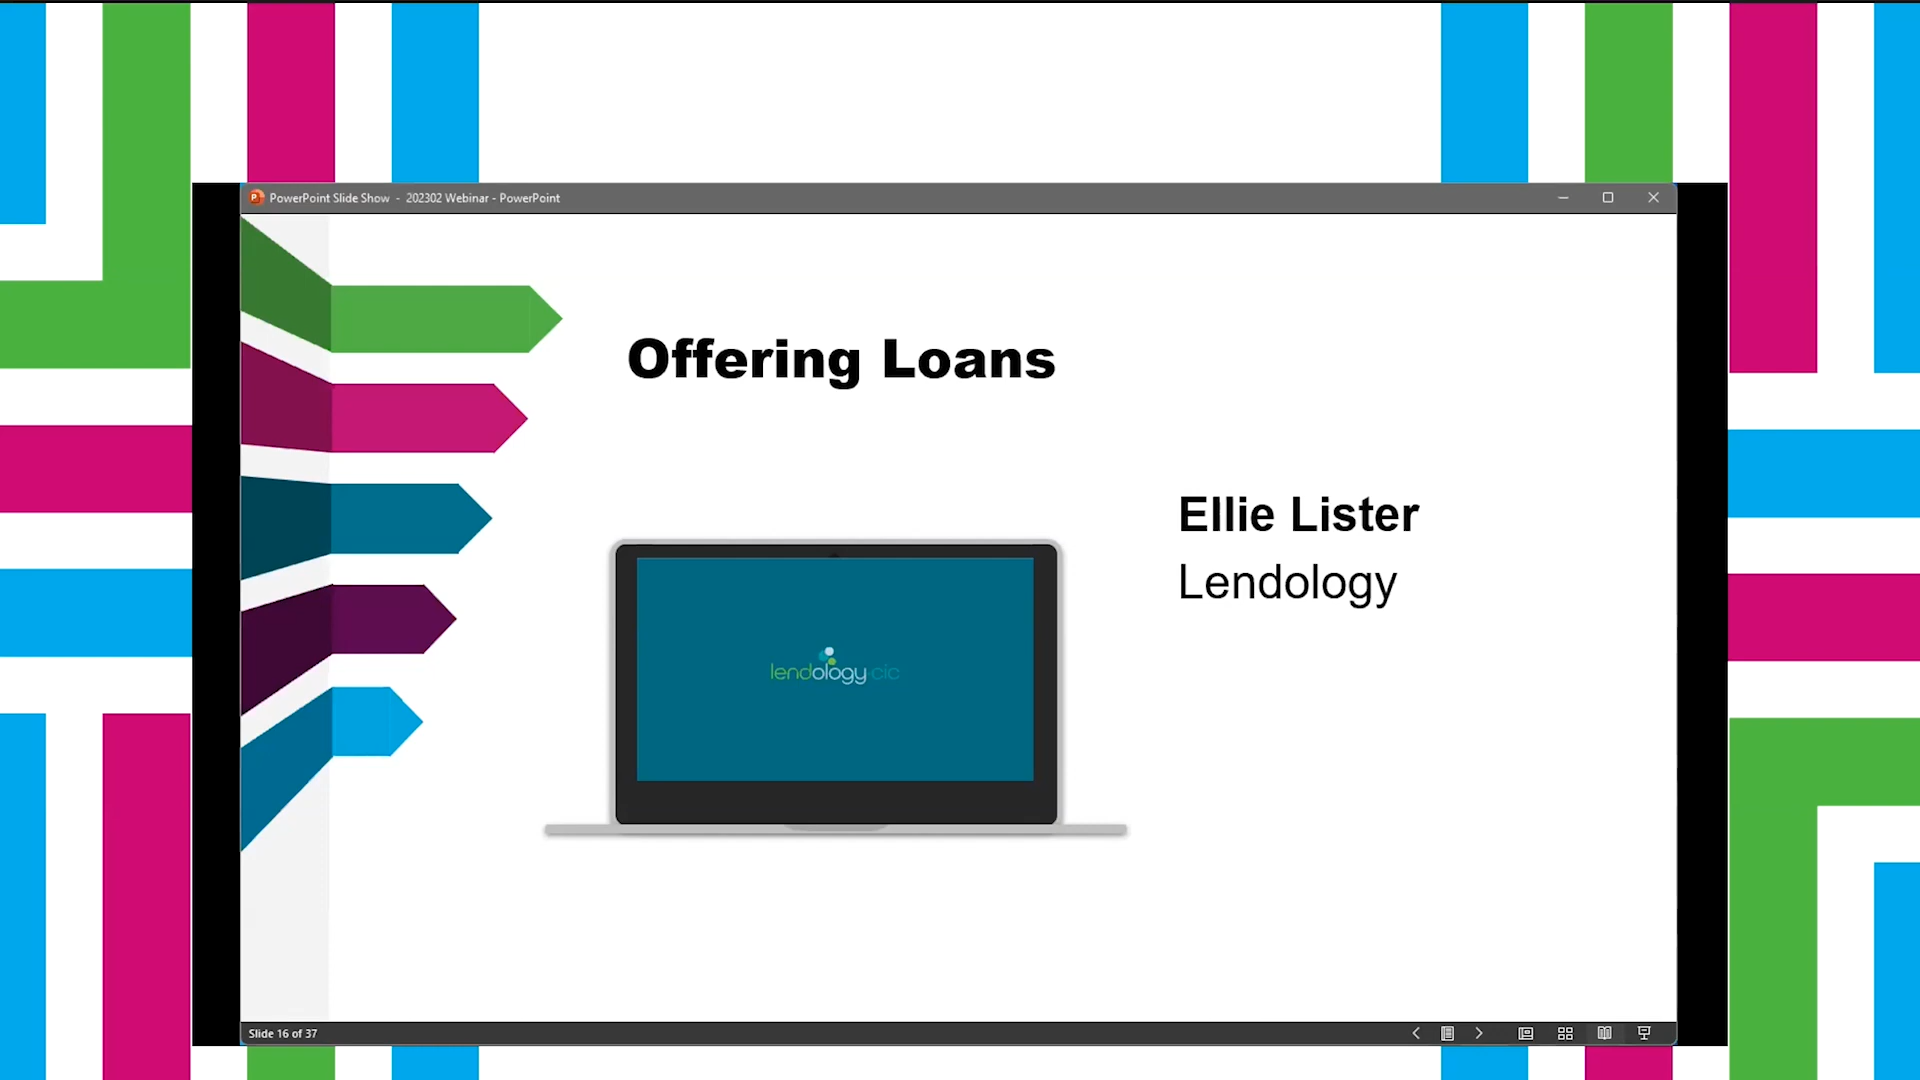 PowerPoint Slide Show - 202302 Webinar - PowerPoint
Offering Loans
Ellie Lister
Lendology
lendology cic
Slide 16 of 37